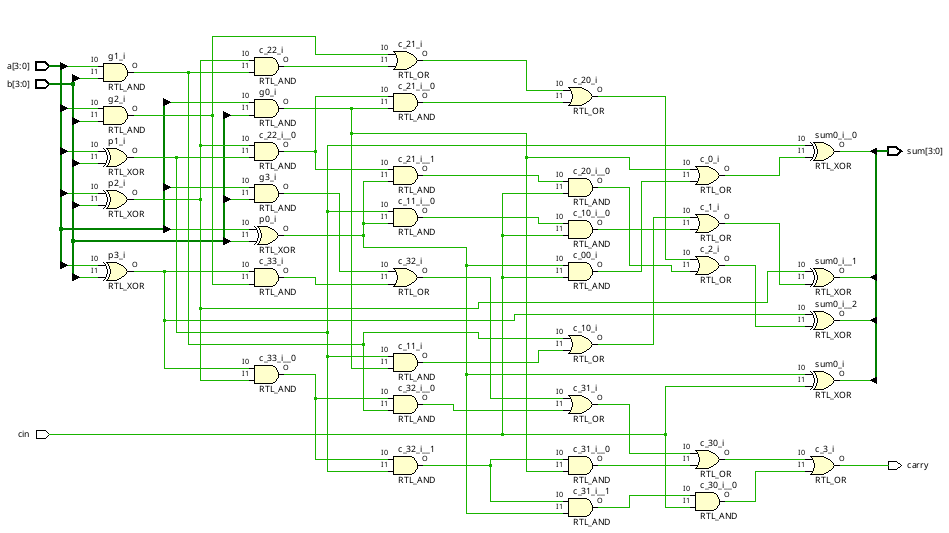 a[3:0]
b[3:0]
cin
g1_i
I0
I1
O
RTL_AND
g2_i
I0
I1
O
RTL_AND
p1_i
I0
I1
O
RTL_XOR
p2_i
I0
I1
O
RTL_XOR
p3_i
I0
I1
O
RTL_XOR
c_22_i
I0
I1
O
RTL_AND
g0_i
I0
I1
O
RTL_AND
c_22_i__0
I0
I1
O
RTL_AND
g3_i
I0
I1
O
RTL_AND
p0_i
I0
I1
O
RTL_XOR
c_33_i
I0
I1
O
RTL_AND
c_33_i__0
I0
I1
O
RTL_AND
c_21_i
I0
I1
O
RTL_OR
c_21_i__0
I0
I1
O
RTL_AND
c_21_i__1
I0
I1
O
RTL_AND
c_11_i__0
I0
I1
O
RTL_AND
c_32_i
I0
I1
O
RTL_OR
c_11_i
I0
I1
O
RTL_AND
c_32_i__0
I0
I1
O
RTL_AND
c_32_i__1
I0
I1
O
RTL_AND
c_20_i
I0
I1
O
RTL_OR
c_20_i__0
I0
I1
O
RTL_AND
c_10_i__0
I0
I1
O
RTL_AND
c_00_i
I0
I1
O
RTL_AND
c_10_i
I0
I1
O
RTL_OR
c_31_i
I0
I1
O
RTL_OR
c_31_i__0
I0
I1
O
RTL_AND
c_31_i__1
I0
I1
O
RTL_AND
c_0_i
I0
I1
O
RTL_OR
c_1_i
I0
I1
O
RTL_OR
c_2_i
I0
I1
O
RTL_OR
c_30_i
I0
I1
O
RTL_OR
c_30_i__0
I0
I1
O
RTL_AND
sum0_i__0
I0
I1
O
RTL_XOR
sum0_i__1
I0
I1
O
RTL_XOR
sum0_i__2
I0
I1
O
RTL_XOR
sum0_i
I0
I1
O
RTL_XOR
c_3_i
I0
I1
O
RTL_OR
sum[3:0]
carry